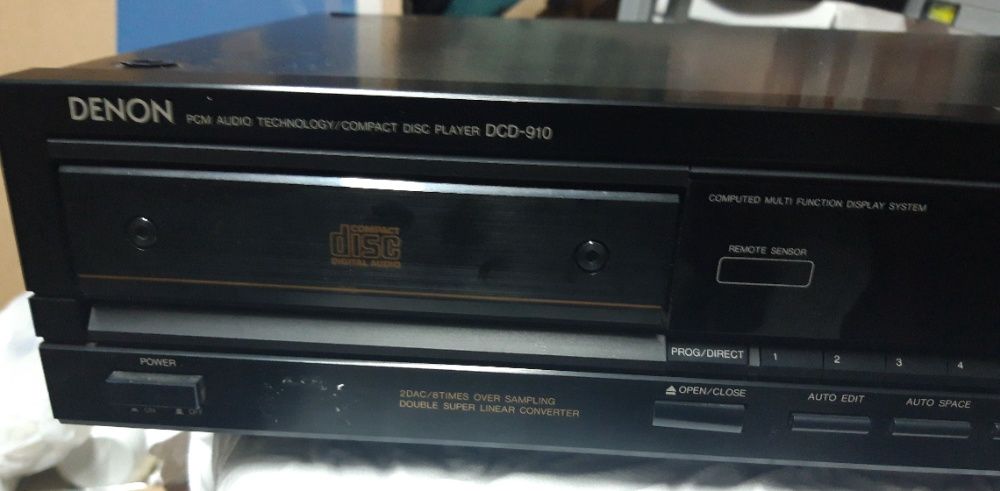 DENON PCM AUDIO TECHNOLOGY/COMPACT DISC PLAYER DCD-910
COMPUTED MULTI FUNCTION DISPLAY SYSTEM
COMPACT
disc
DIGITAL AUDIO
REMOTE SENSOR
PROG/DIRECT 1 2 3 4
POWER
ON OFF
2DAC/8TIMES OVER SAMPLING
DOUBLE SUPER LINEAR CONVERTER
OPEN/CLOSE
AUTO EDIT
AUTO SPACE